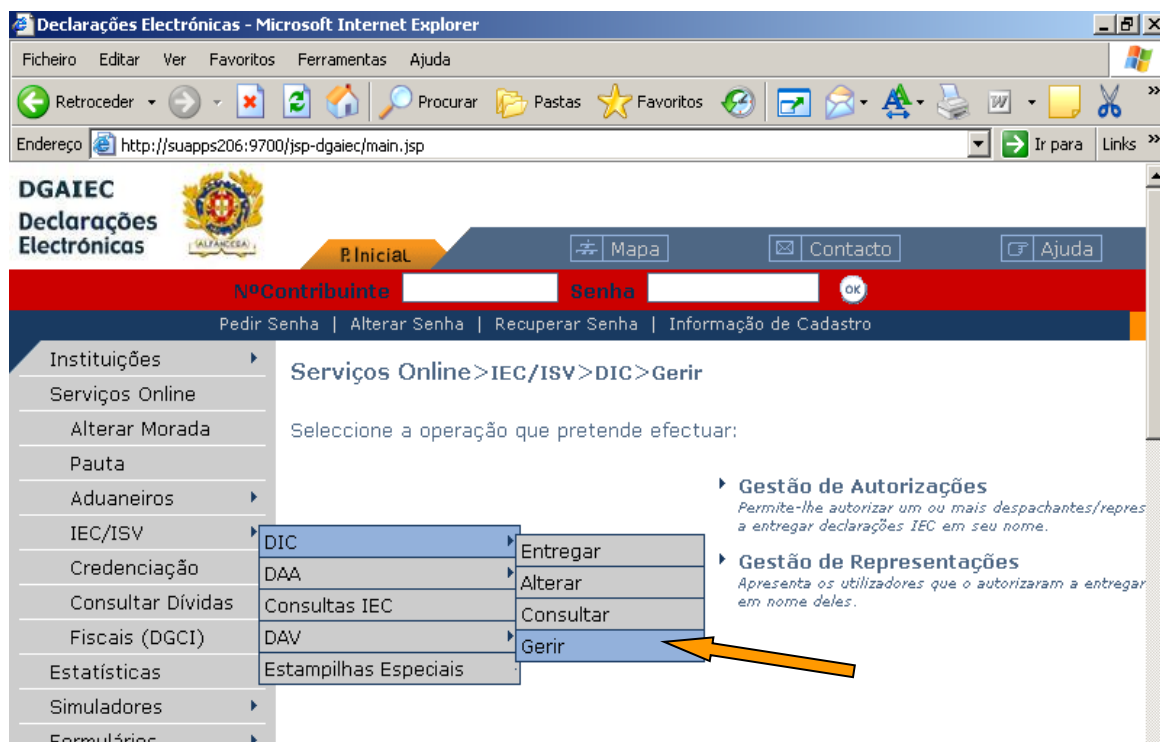 Declarações Electrónicas - Microsoft Internet Explorer
Ficheiro Editar Ver Favoritos Ferramentas Ajuda
Retroceder Procurar Pastas Favoritos
Endereço http://suapps206:9700/jsp-dgaiec/main.jsp Ir para Links
DGAIEC
Declarações
Electrónicas
P.Inicial Mapa Contacto Ajuda
NºContribuinte Senha OK
Pedir Senha | Alterar Senha | Recuperar Senha | Informação de Cadastro
Instituições
Serviços Online
Alterar Morada
Pauta
Aduaneiros
IEC/ISV
Credenciação
Consultar Dívidas
Fiscais (DGCI)
Estatísticas
Simuladores
Formulários
DIC
DAA
Consultas IEC
DAV
Estampilhas Especiais
Entregar
Alterar
Consultar
Gerir
Serviços Online>IEC/ISV>DIC>Gerir
Seleccione a operação que pretende efectuar:
Gestão de Autorizações
Permite-lhe autorizar um ou mais despachantes/repres
a entregar declarações IEC em seu nome.
Gestão de Representações
Apresenta os utilizadores que o autorizaram a entregar
em nome deles.